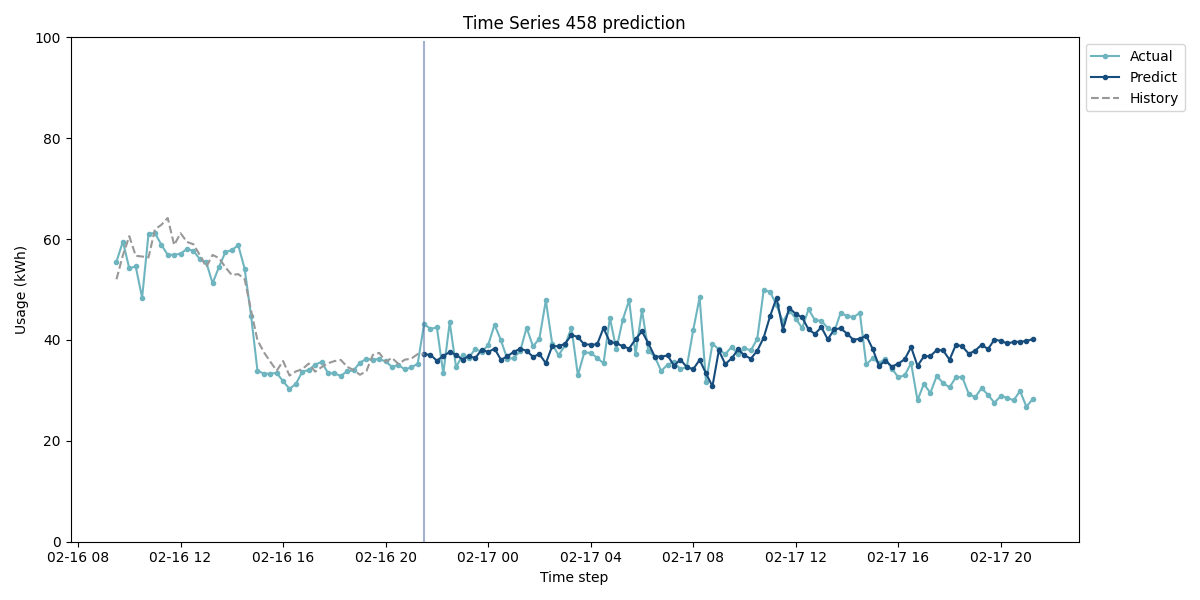 Time Series 458 prediction
Usage (kWh)
100
80
60
40
20
0
02-16 08
02-16 12
02-16 16
02-16 20
02-17 00
02-17 04
02-17 08
02-17 12
02-17 16
02-17 20
Time step
Actual
Predict
History